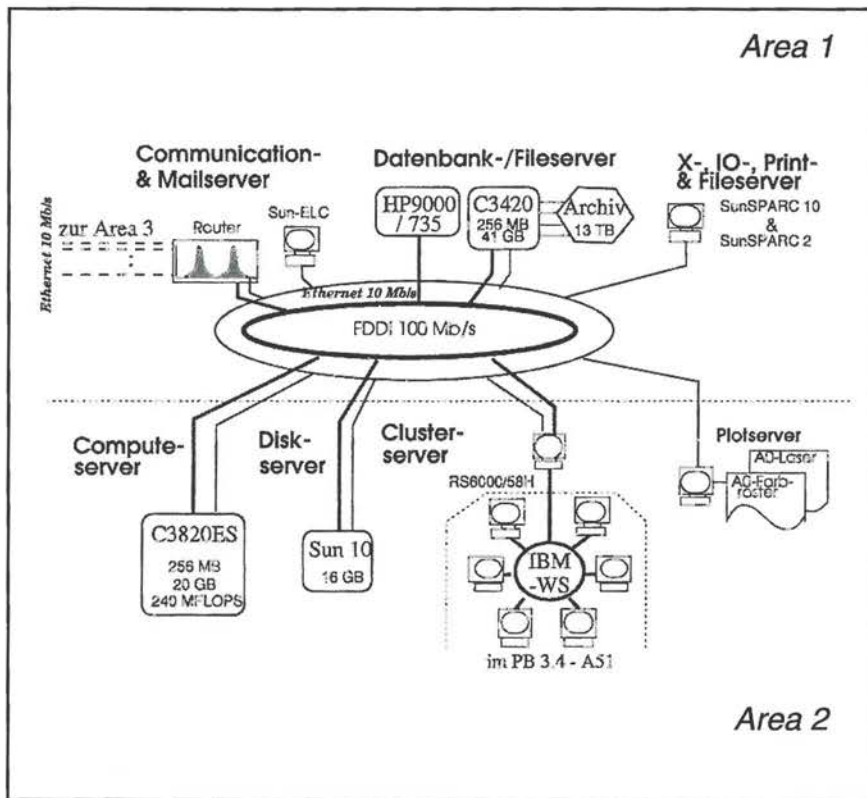 Area 1
Communication-
& Mailserver
Datenbank-/Fileserver
X-, IO-, Print-
& Fileserver
SunSPARC 10
&
SunSPARC 2
Ethernet 10 Mb/s
zur Area 3
Router
Sun-ELC
HP9000
/ 735
C3420
256 MB
41 GB
Archiv
13 TB
Ethernet 10 Mb/s
FDDI 100 Mb/s
Compute-
server
Disk-
server
Cluster-
server
Plotserver
A0-Laser
A0-Farb-
raster
RS6000/58H
C3820ES
256 MB
20 GB
240 MFLOPS
Sun 10
16 GB
IBM
-WS
im PB 3.4 - A51
Area 2